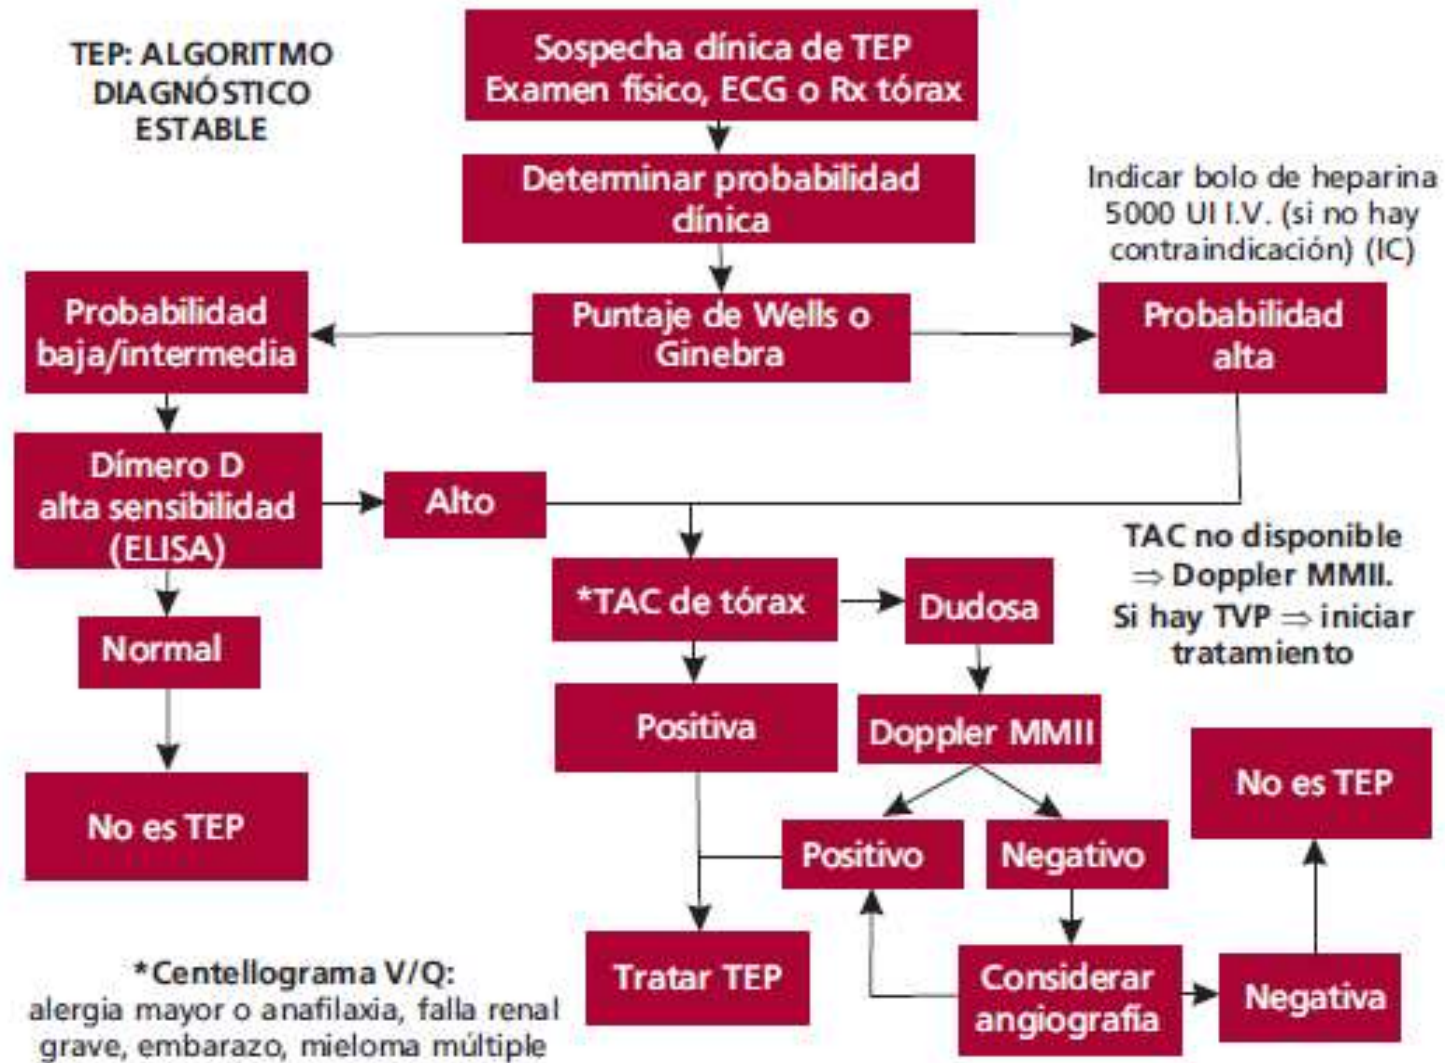 TEP: ALGORITMO
DIAGNÓSTICO
ESTABLE
Sospecha clínica de TEP
Examen físico, ECG o Rx tórax
Determinar probabilidad
clínica
Indicar bolo de heparina
5000 UI I.V. (si no hay
contraindicación) (IC)
Probabilidad
baja/intermedia
Puntaje de Wells o
Ginebra
Probabilidad
alta
Dímero D
alta sensibilidad
(ELISA)
Alto
TAC no disponible
⇒ Doppler MMII.
Si hay TVP ⇒ iniciar
tratamiento
*TAC de tórax
Dudosa
Normal
Positiva
Doppler MMII
No es TEP
No es TEP
Positivo
Negativo
Tratar TEP
Considerar
angiografía
Negativa
*Centellograma V/Q:
alergia mayor o anafilaxia, falla renal
grave, embarazo, mieloma múltiple